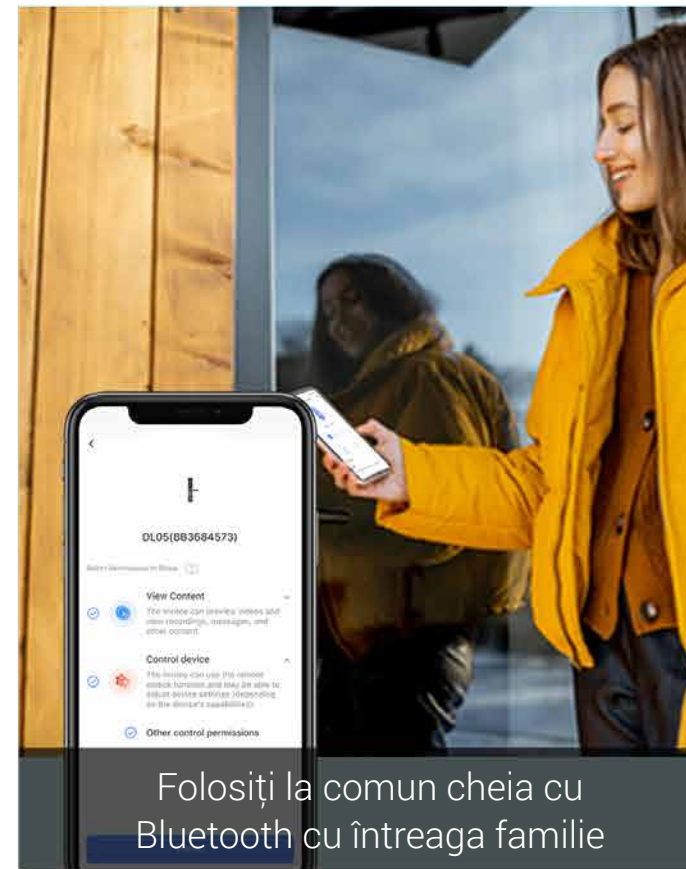 DL05(BB3684573)
View Content
The invitee can preview videos and
view recordings, messages, and
other content.
Control device
The invitee can use the remote
unlock function and may be able to
adjust device settings (depending
on the device's capabilities)
Other control permissions
Folosiți la comun cheia cu
Bluetooth cu întreaga familie